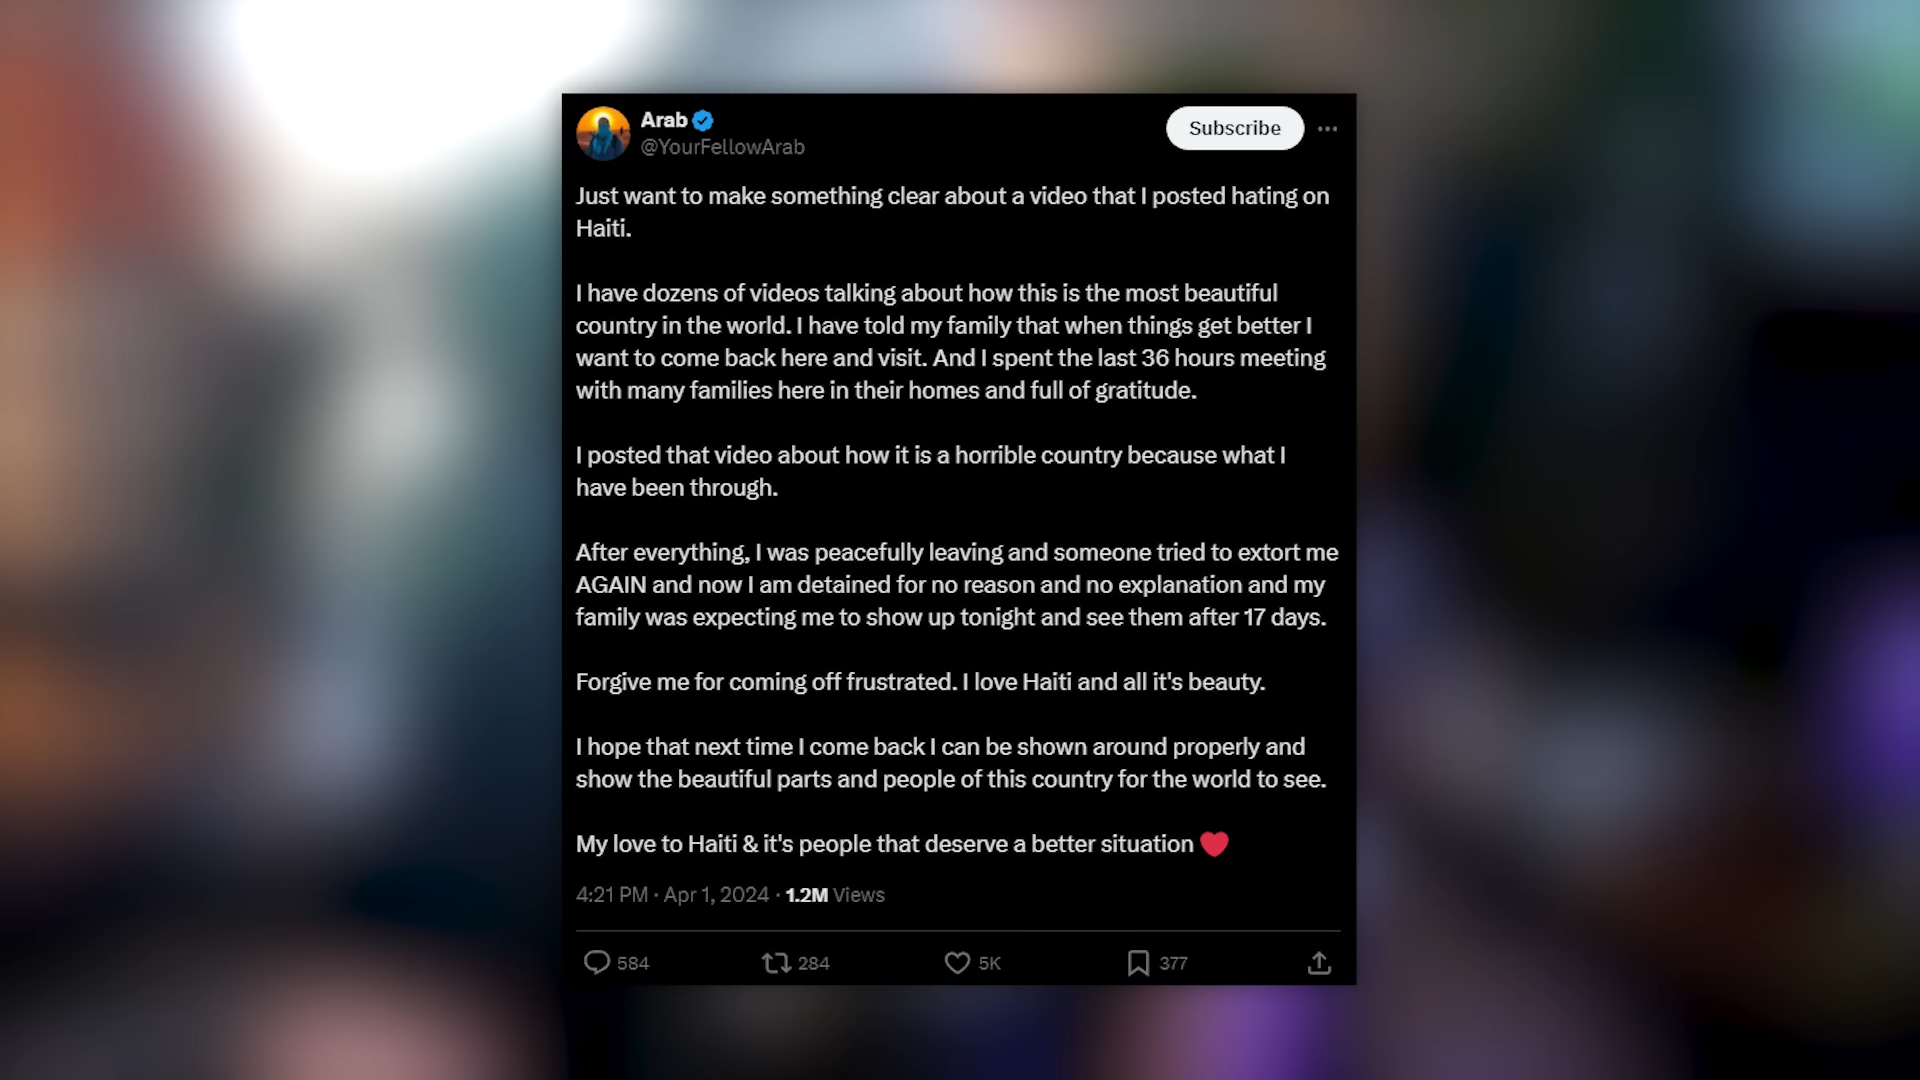 Arab
@YourFellowArab
Subscribe
Just want to make something clear about a video that I posted hating on
Haiti.
I have dozens of videos talking about how this is the most beautiful
country in the world. I have told my family that when things get better I
want to come back here and visit. And I spent the last 36 hours meeting
with many families here in their homes and full of gratitude.
I posted that video about how it is a horrible country because what I
have been through.
After everything, I was peacefully leaving and someone tried to extort me
AGAIN and now I am detained for no reason and no explanation and my
family was expecting me to show up tonight and see them after 17 days.
Forgive me for coming off frustrated. I love Haiti and all it's beauty.
I hope that next time I come back I can be shown around properly and
show the beautiful parts and people of this country for the world to see.
My love to Haiti & it's people that deserve a better situation ❤️
4:21 PM · Apr 1, 2024 · 1.2M Views
584 284 5K 377